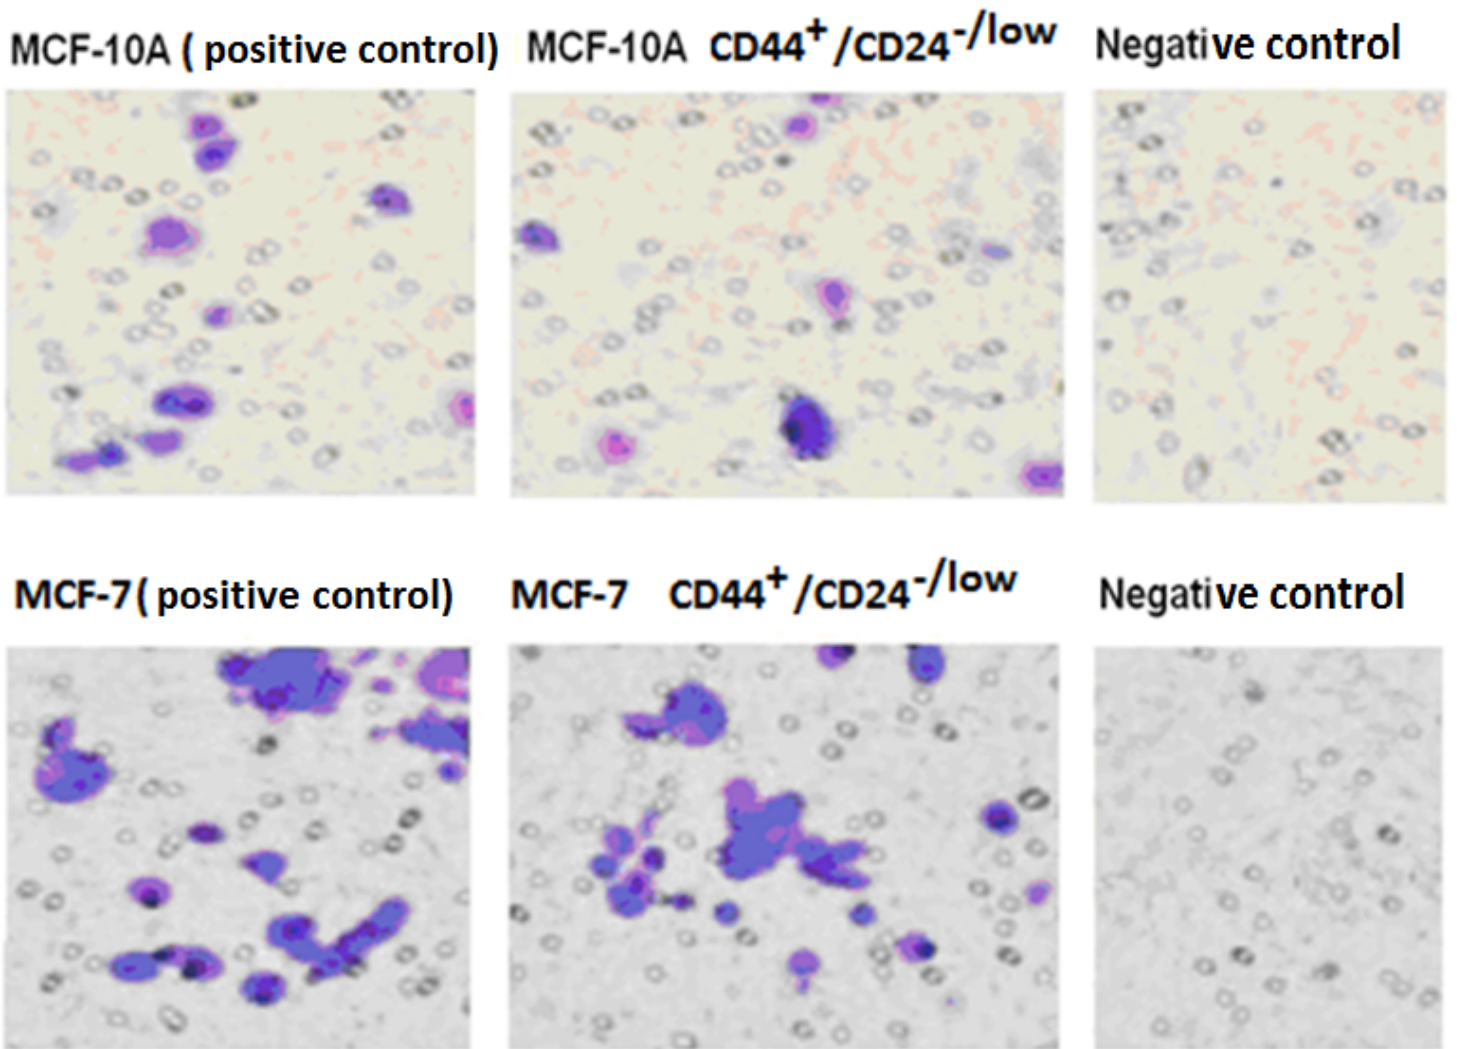 MCF-10A ( positive control) MCF-10A CD44+ /CD24-/low Negative control
MCF-7( positive control) MCF-7 CD44+ /CD24-/low Negative control